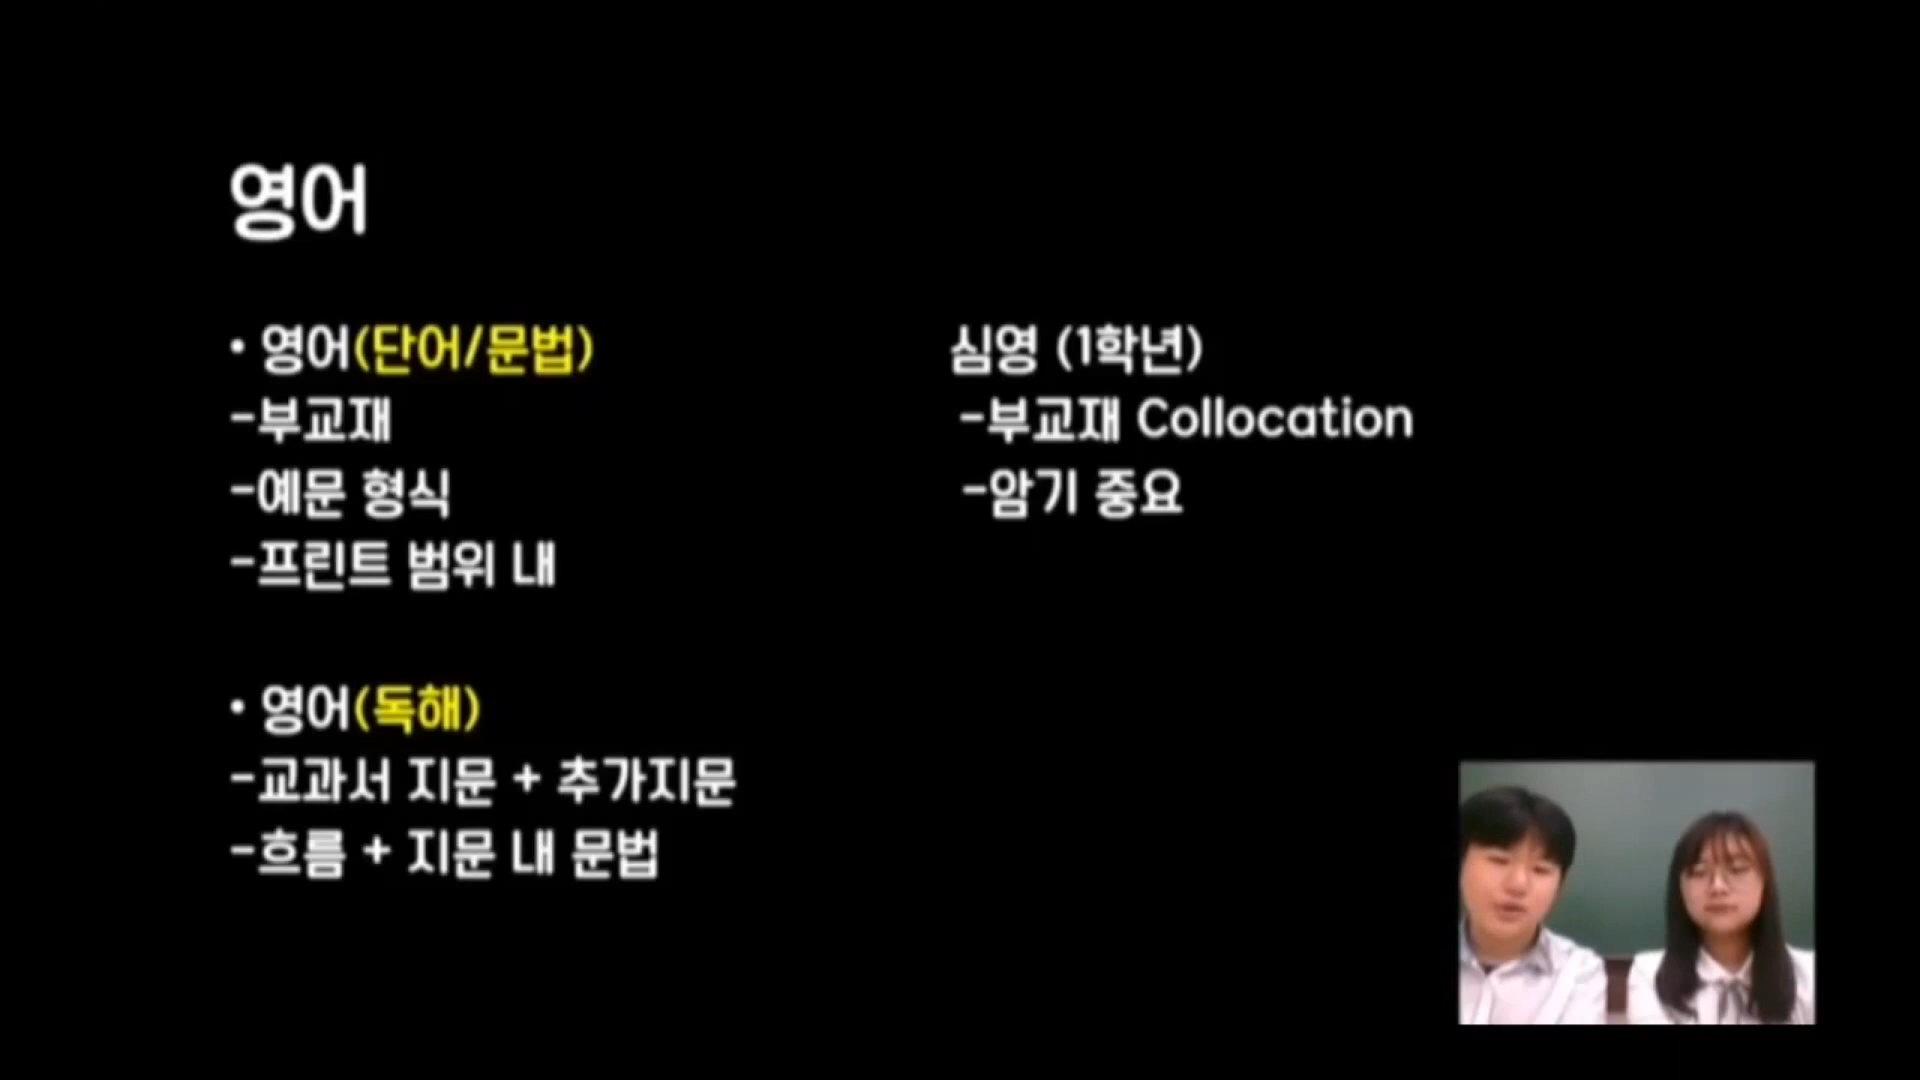 영어
• 영어(단어/문법)
-부교재
-예문 형식
-프린트 범위 내
• 영어(독해)
-교과서 지문 + 추가지문
-흐름 + 지문 내 문법
심영 (1학년)
-부교재 Collocation
-암기 중요